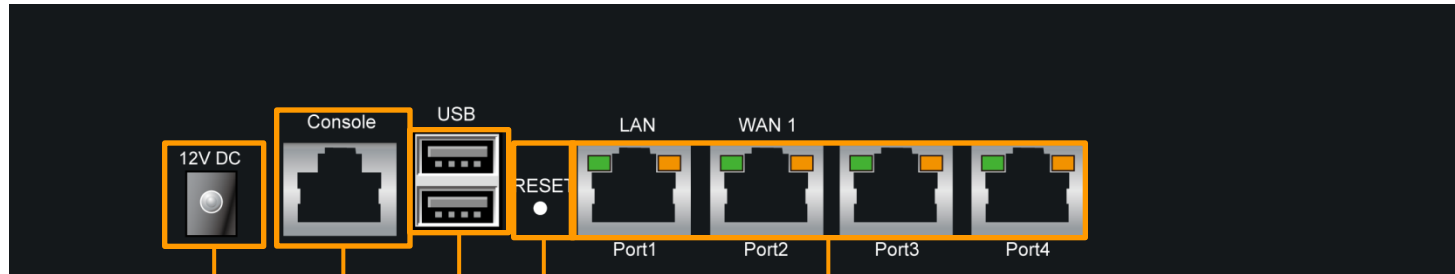 12V DC
Console
USB
RESET
LAN
WAN 1
Port1
Port2
Port3
Port4